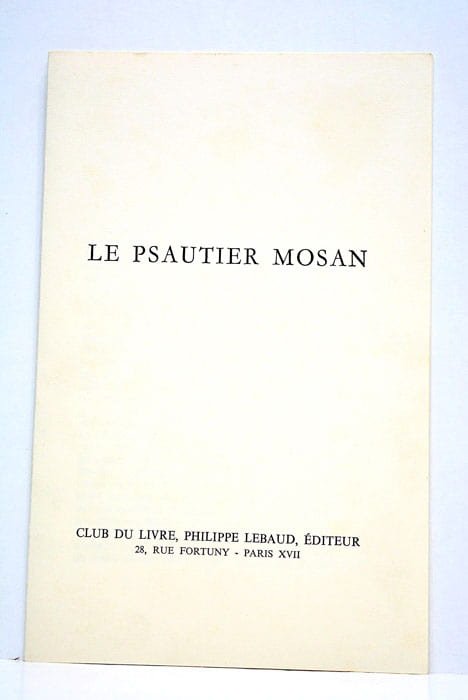 LE PSAUTIER MOSAN
CLUB DU LIVRE, PHILIPPE LEBAUD, ÉDITEUR
28, RUE FORTUNY - PARIS XVII